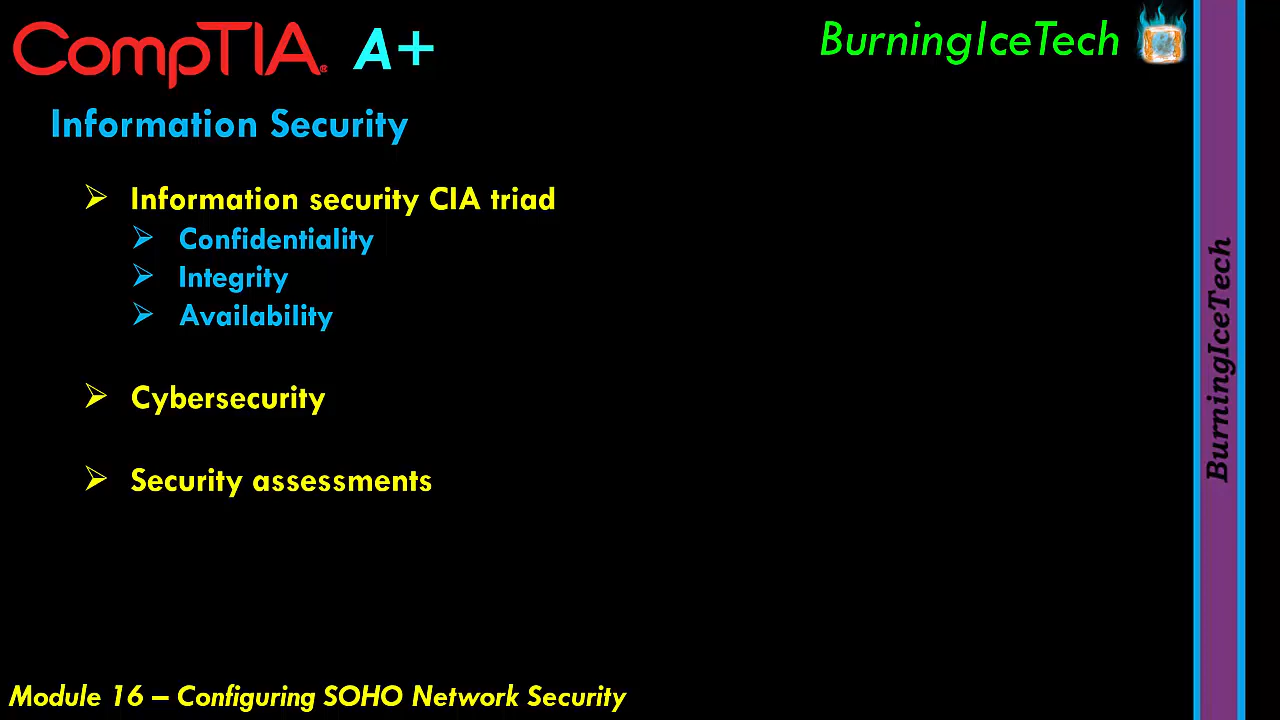 CompTIA® A+
BurningIceTech
Information Security
Information security CIA triad
Confidentiality
Integrity
Availability
Cybersecurity
Security assessments
BurningIceTech
Module 16 – Configuring SOHO Network Security